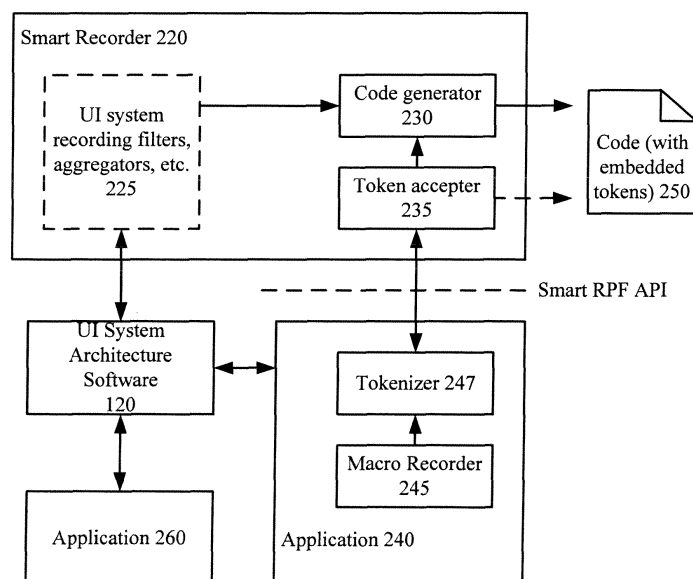 Smart Recorder 220
UI system
recording filters,
aggregators, etc.
225
Code generator
230
Token accepter
235
Code (with
embedded
tokens) 250
Smart RPF API
UI System
Architecture
Software
120
Tokenizer 247
Macro Recorder
245
Application 260
Application 240